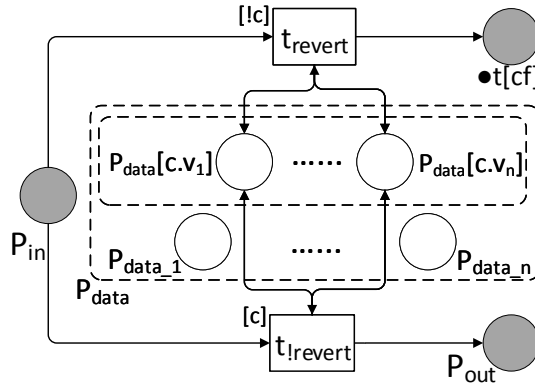 [!c]
t_revert
●t[cf]
P_data[c.v_1] ...... P_data[c.v_n]
P_in
P_data_1 ...... P_data_n
P_data
[c]
t_!revert
P_out